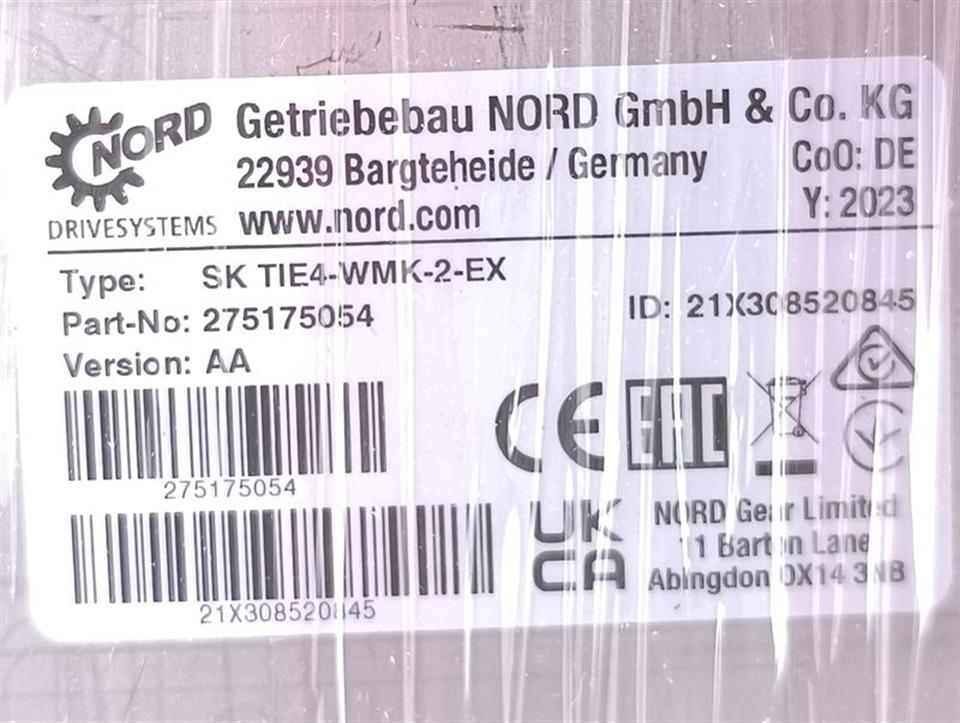 NORD
DRIVESYSTEMS
Getriebebau NORD GmbH & Co. KG
22939 Bargteheide / Germany
CoO: DE
www.nord.com
Y: 2023
Type: SK TIE4-WMK-2-EX
Part-No: 275175054
ID: 21X308520845
Version: AA
275175054
CE
EAC
21X308520845
UK
CA
NORD Gear Limited
11 Barton Lane
Abingdon OX14 3NB